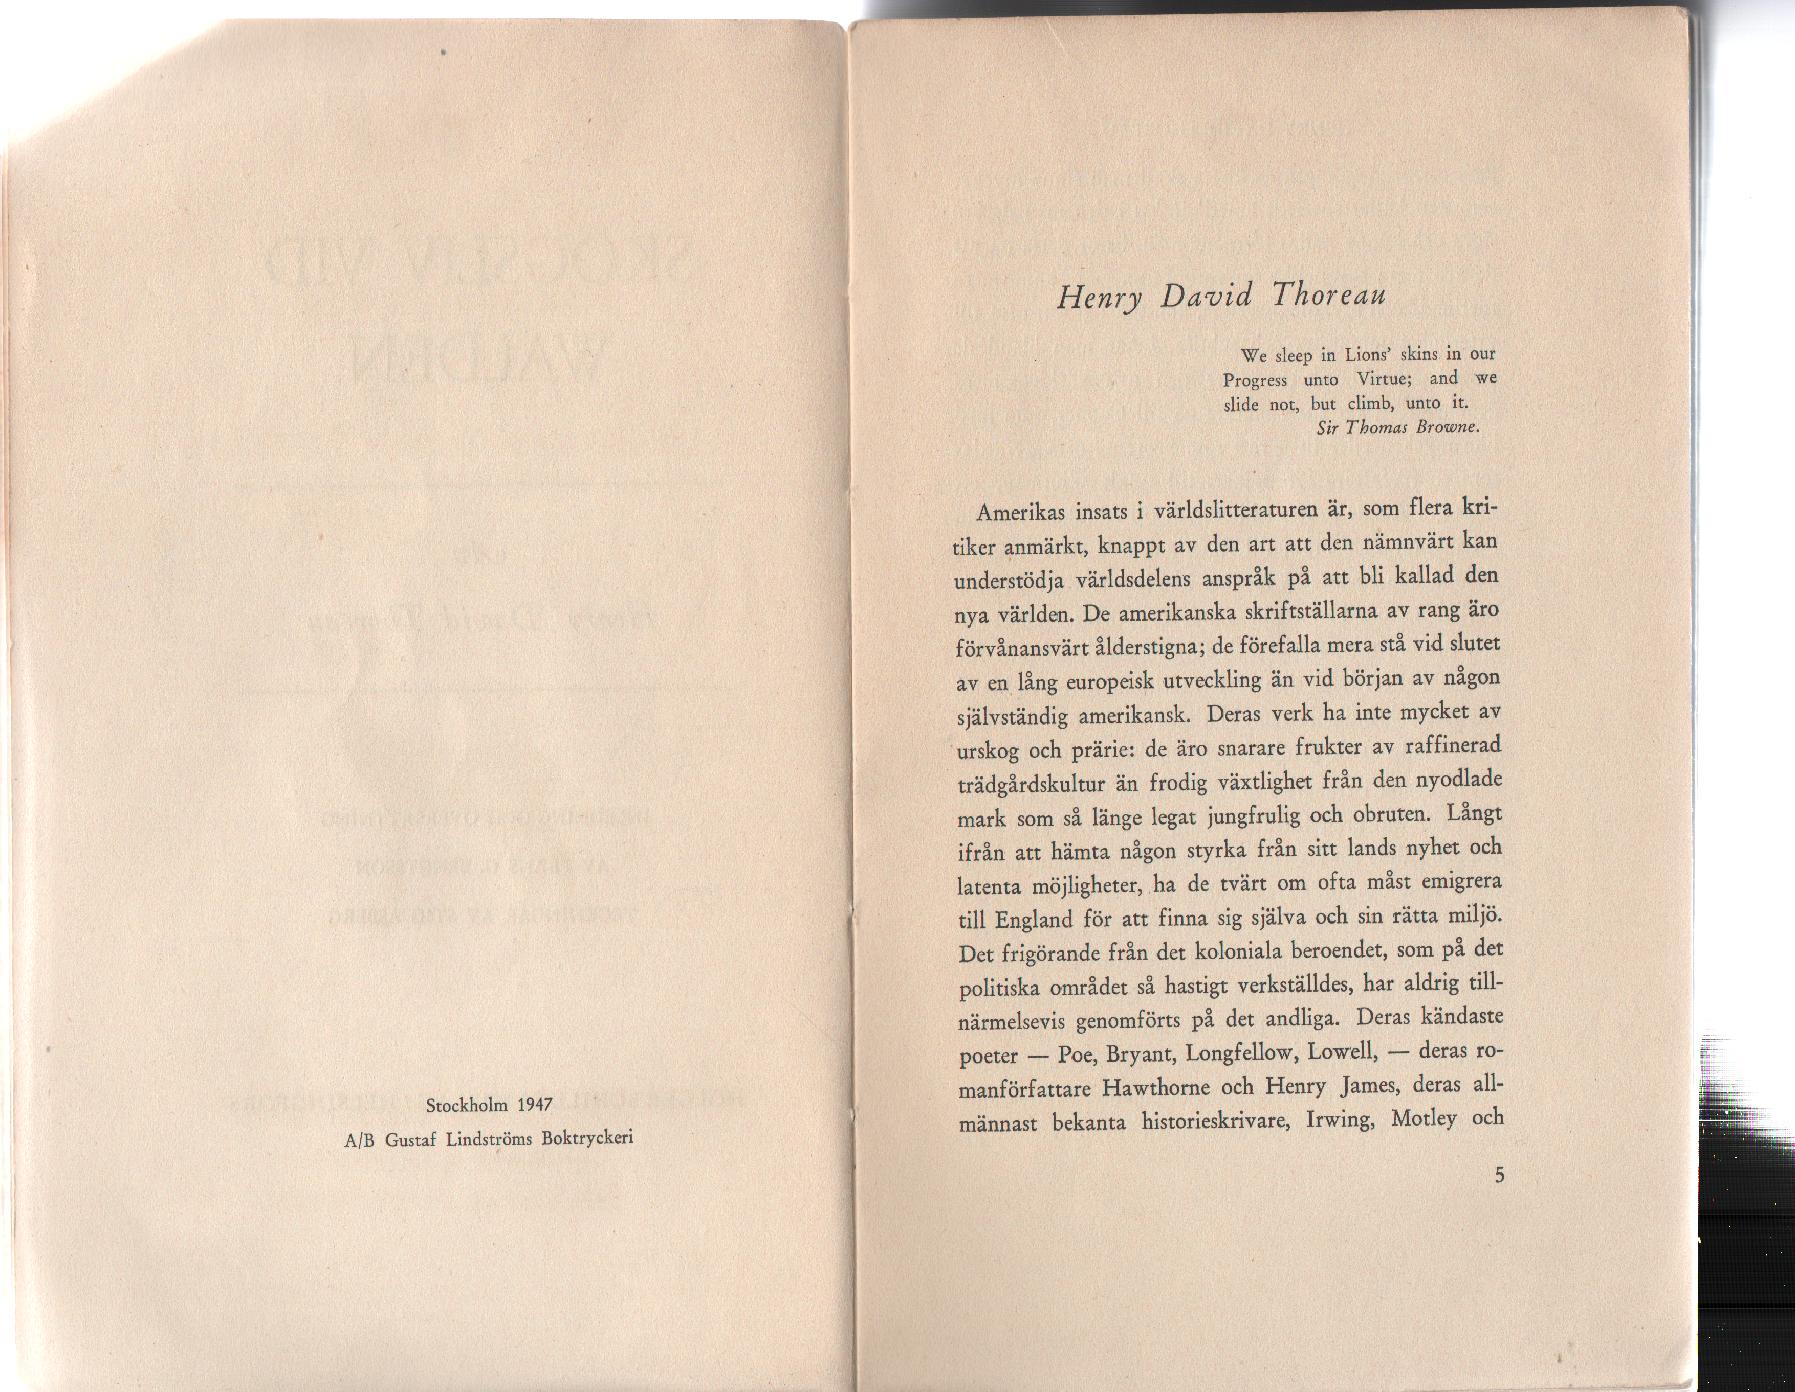 Stockholm 1947
A/B Gustaf Lindströms Boktryckeri
Henry David Thoreau
We sleep in Lions' skins in our
Progress unto Virtue; and we
slide not, but climb, unto it.
Sir Thomas Browne.
Amerikas insats i världslitteraturen är, som flera kri-
tiker anmärkt, knappt av den art att den nämnvärt kan
understödja världsdelens anspråk på att bli kallad den
nya världen. De amerikanska skriftställarna av rang äro
förvånansvärt ålderstigna; de förefalla mera stå vid slutet
av en lång europeisk utveckling än vid början av någon
självständig amerikansk. Deras verk ha inte mycket av
urskog och prärie: de äro snarare frukter av raffinerad
trädgårdskultur än frodig växtlighet från den nyodlade
mark som så länge legat jungfrulig och obruten. Långt
ifrån att hämta någon styrka från sitt lands nyhet och
latenta möjligheter, ha de tvärt om ofta måst emigrera
till England för att finna sig själva och sin rätta miljö.
Det frigörande från det koloniala beroendet, som på det
politiska området så hastigt verkställdes, har aldrig till-
närmelsevis genomförts på det andliga. Deras kändaste
poeter — Poe, Bryant, Longfellow, Lowell, — deras ro-
manförfattare Hawthorne och Henry James, deras all-
männast bekanta historieskrivare, Irwing, Motley och
5